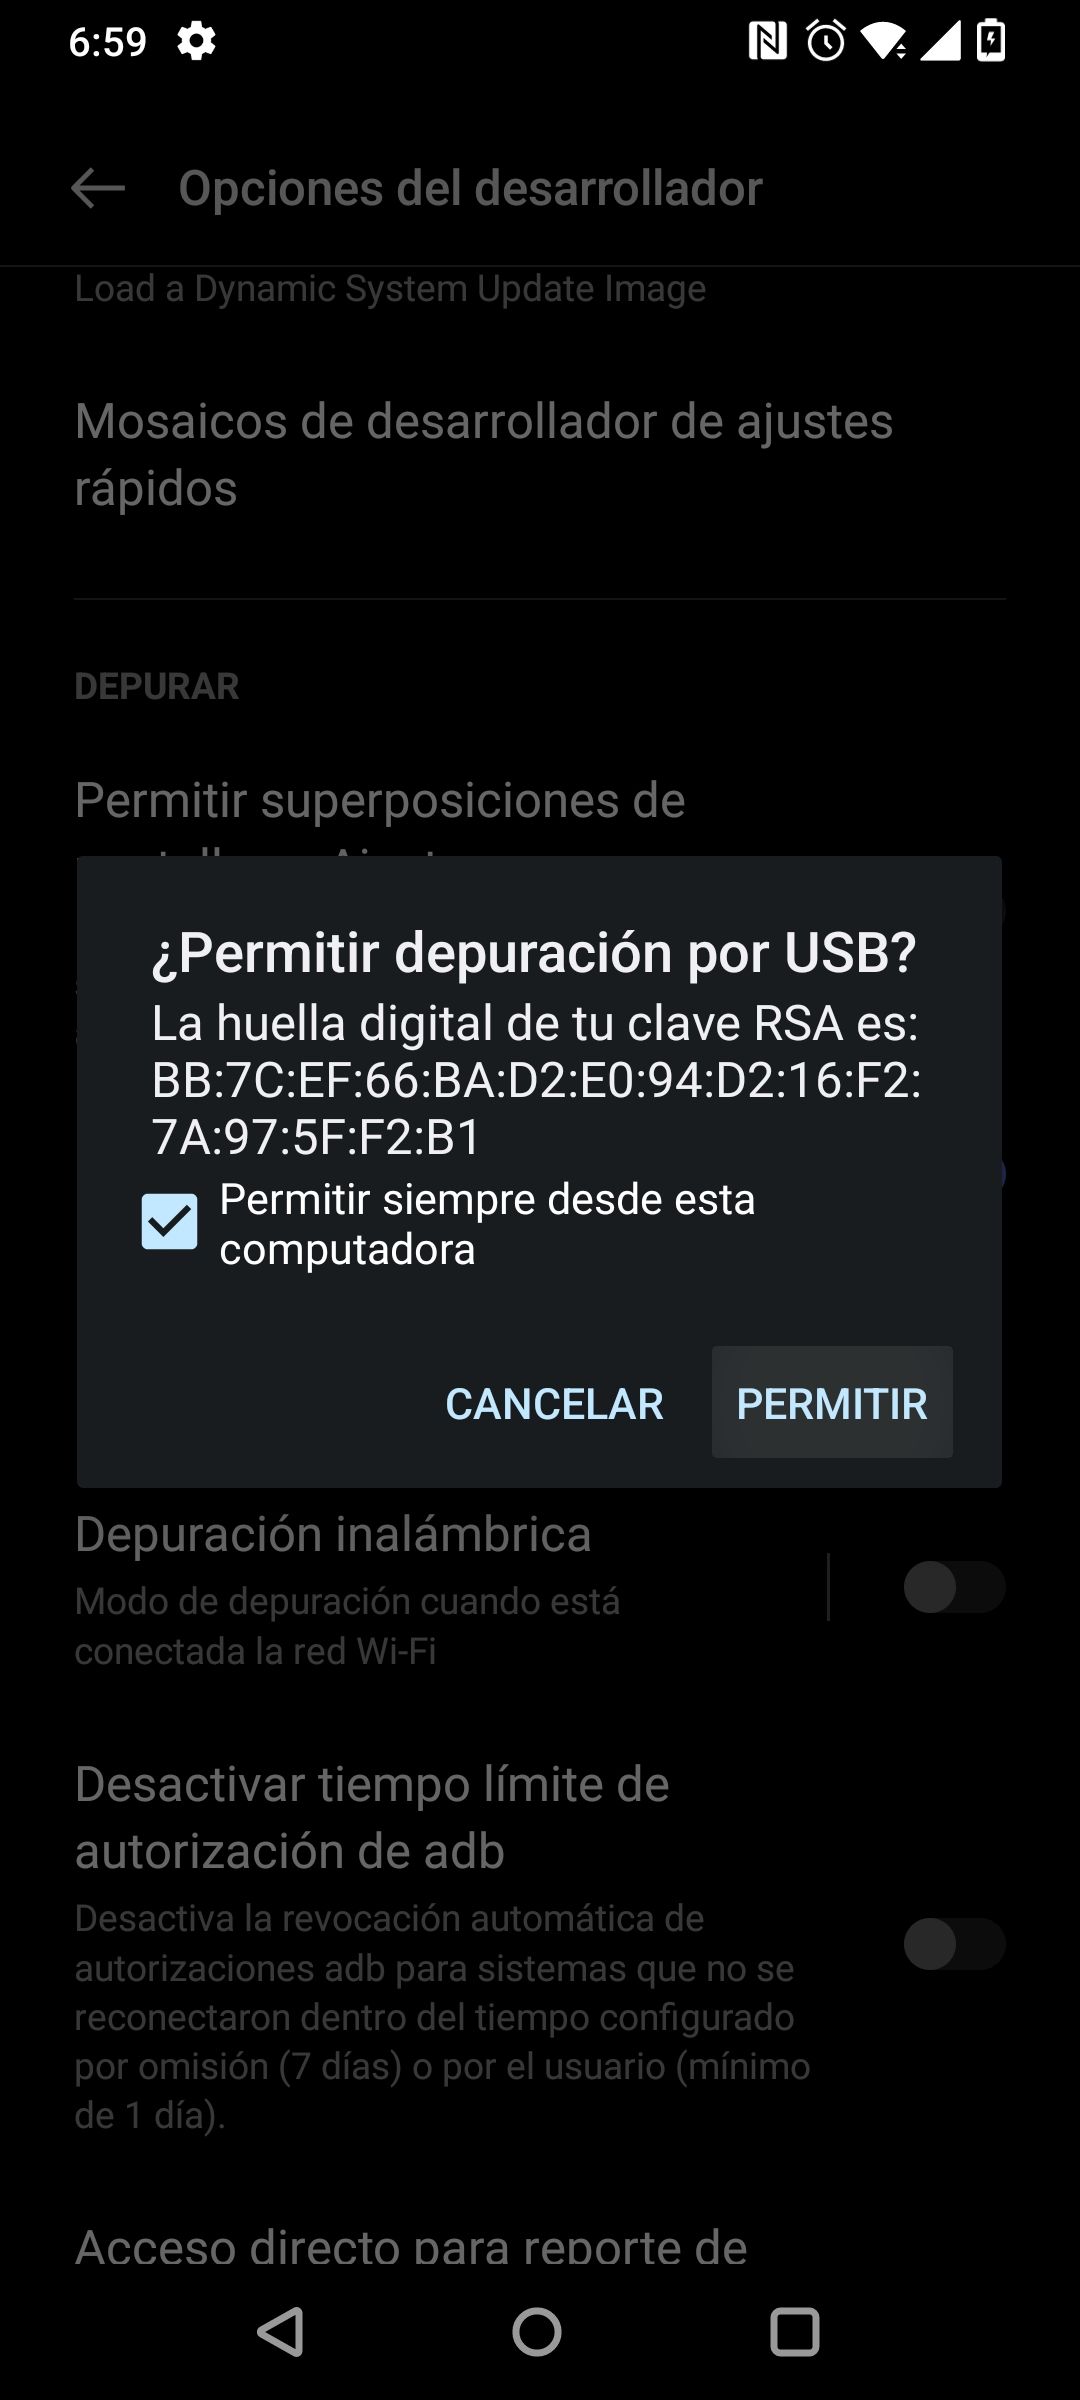 6:59
Opciones del desarrollador
Load a Dynamic System Update Image
Mosaicos de desarrollador de ajustes
rápidos
DEPURAR
Permitir superposiciones de
¿Permitir depuración por USB?
La huella digital de tu clave RSA es:
BB:7C:EF:66:BA:D2:E0:94:D2:16:F2:
7A:97:5F:F2:B1
Permitir siempre desde esta
computadora
CANCELAR PERMITIR
Depuración inalámbrica
Modo de depuración cuando está
conectada la red Wi-Fi
Desactivar tiempo límite de
autorización de adb
Desactiva la revocación automática de
autorizaciones adb para sistemas que no se
reconectaron dentro del tiempo configurado
por omisión (7 días) o por el usuario (mínimo
de 1 día).
Acceso directo para reporte de